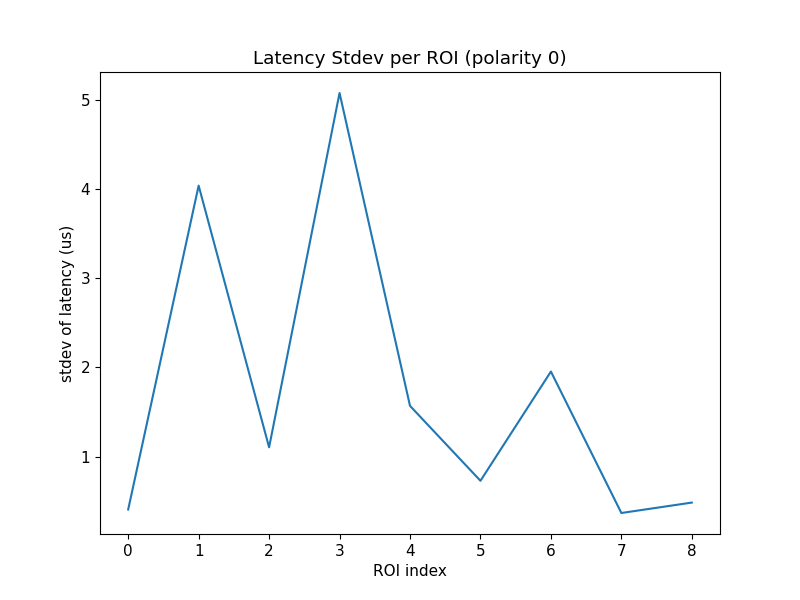 Latency Stdev per ROI (polarity 0)
stdev of latency (us)
5
4
3
2
1
0 1 2 3 4 5 6 7 8
ROI index